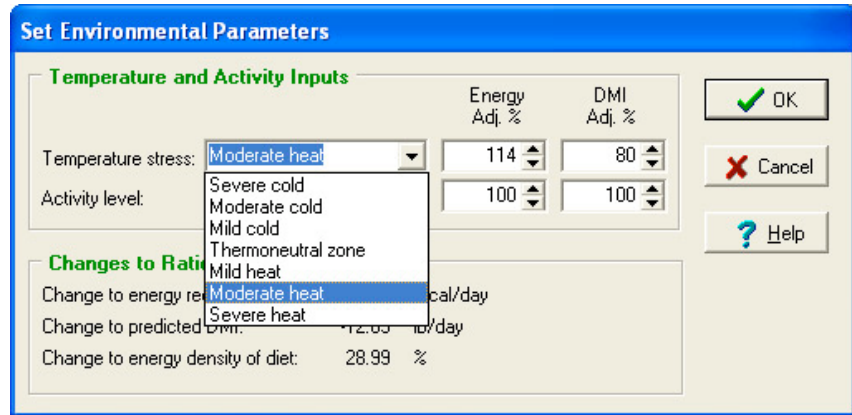 Set Environmental Parameters
Temperature and Activity Inputs
Energy Adj. %
DMI Adj. %
Temperature stress: Moderate heat 114 80
Severe cold
Moderate cold
Mild cold
Thermoneutral zone
Mild heat
Moderate heat
Severe heat
Activity level: 100 100
Changes to Rati
Change to energy re cal/day
Change to predicted lb/day
Change to energy density of diet: 28.99 %
OK
Cancel
Help